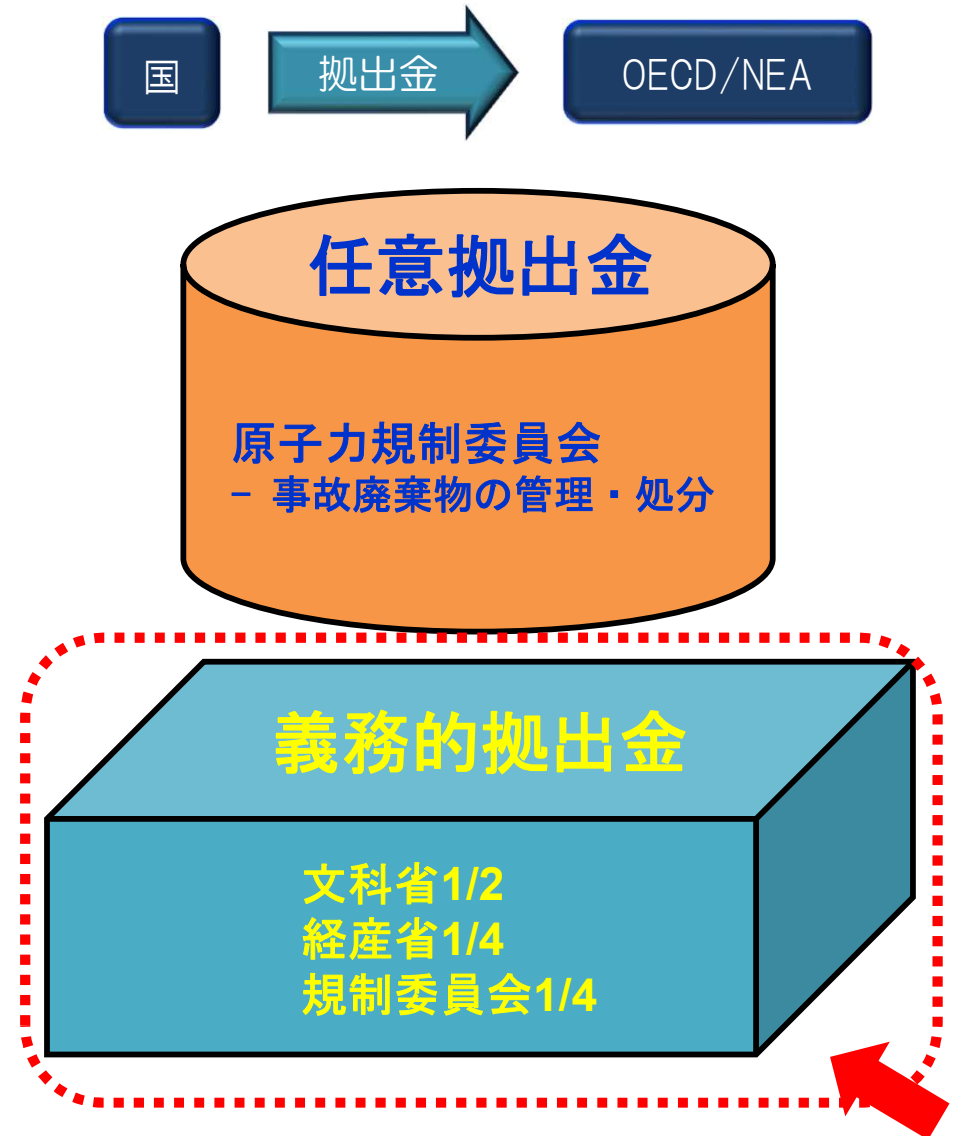 国
拠出金
OECD/NEA
任意拠出金
原子力規制委員会
− 事故廃棄物の管理・処分
義務的拠出金
文科省1/2
経産省1/4
規制委員会1/4